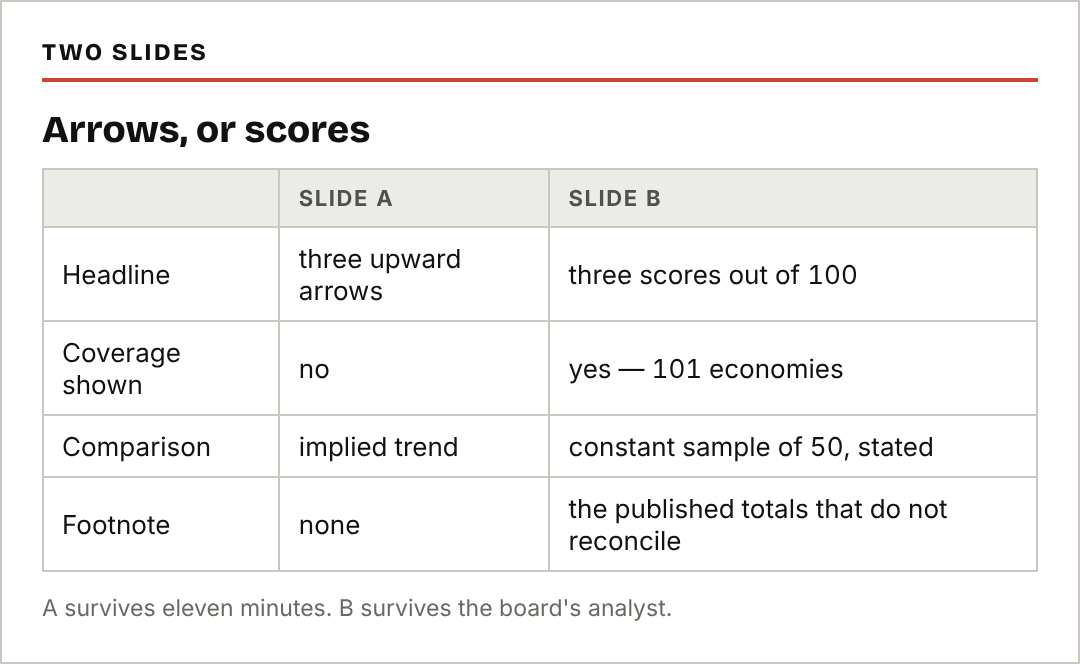 TWO SLIDES
Arrows, or scores
SLIDE A
SLIDE B
Headline
three upward
arrows
three scores out of 100
Coverage
shown
no
yes — 101 economies
Comparison
implied trend
constant sample of 50, stated
Footnote
none
the published totals that do not
reconcile
A survives eleven minutes. B survives the board's analyst.